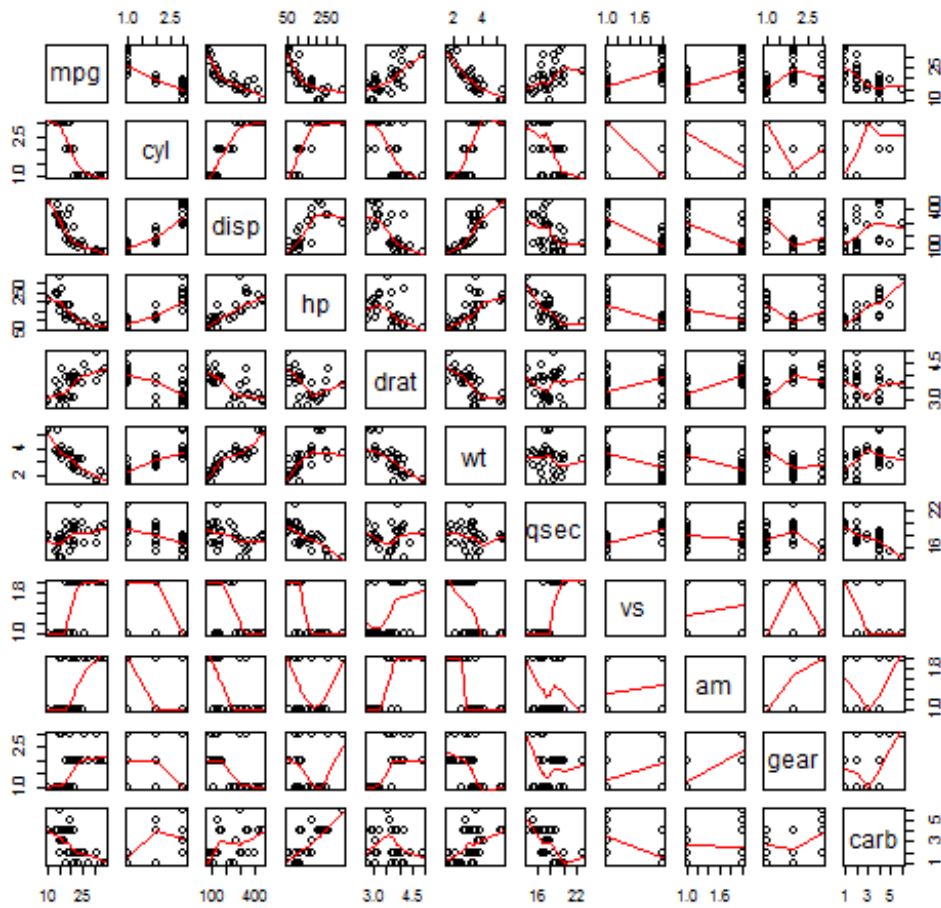 1.0 2.5 50 250 2 4 1.0 1.6 1.0 2.5
mpg 10 25
1.0 2.5 cyl
disp 100 400
50 250 hp
drat 3.0 4.5
2 4 wt
qsec 16 22
1.0 1.8 vs
am 1.0 1.8
1.0 2.5 gear
carb 1 3 5
10 25 100 400 3.0 4.5 16 22 1.0 1.6 1 3 5